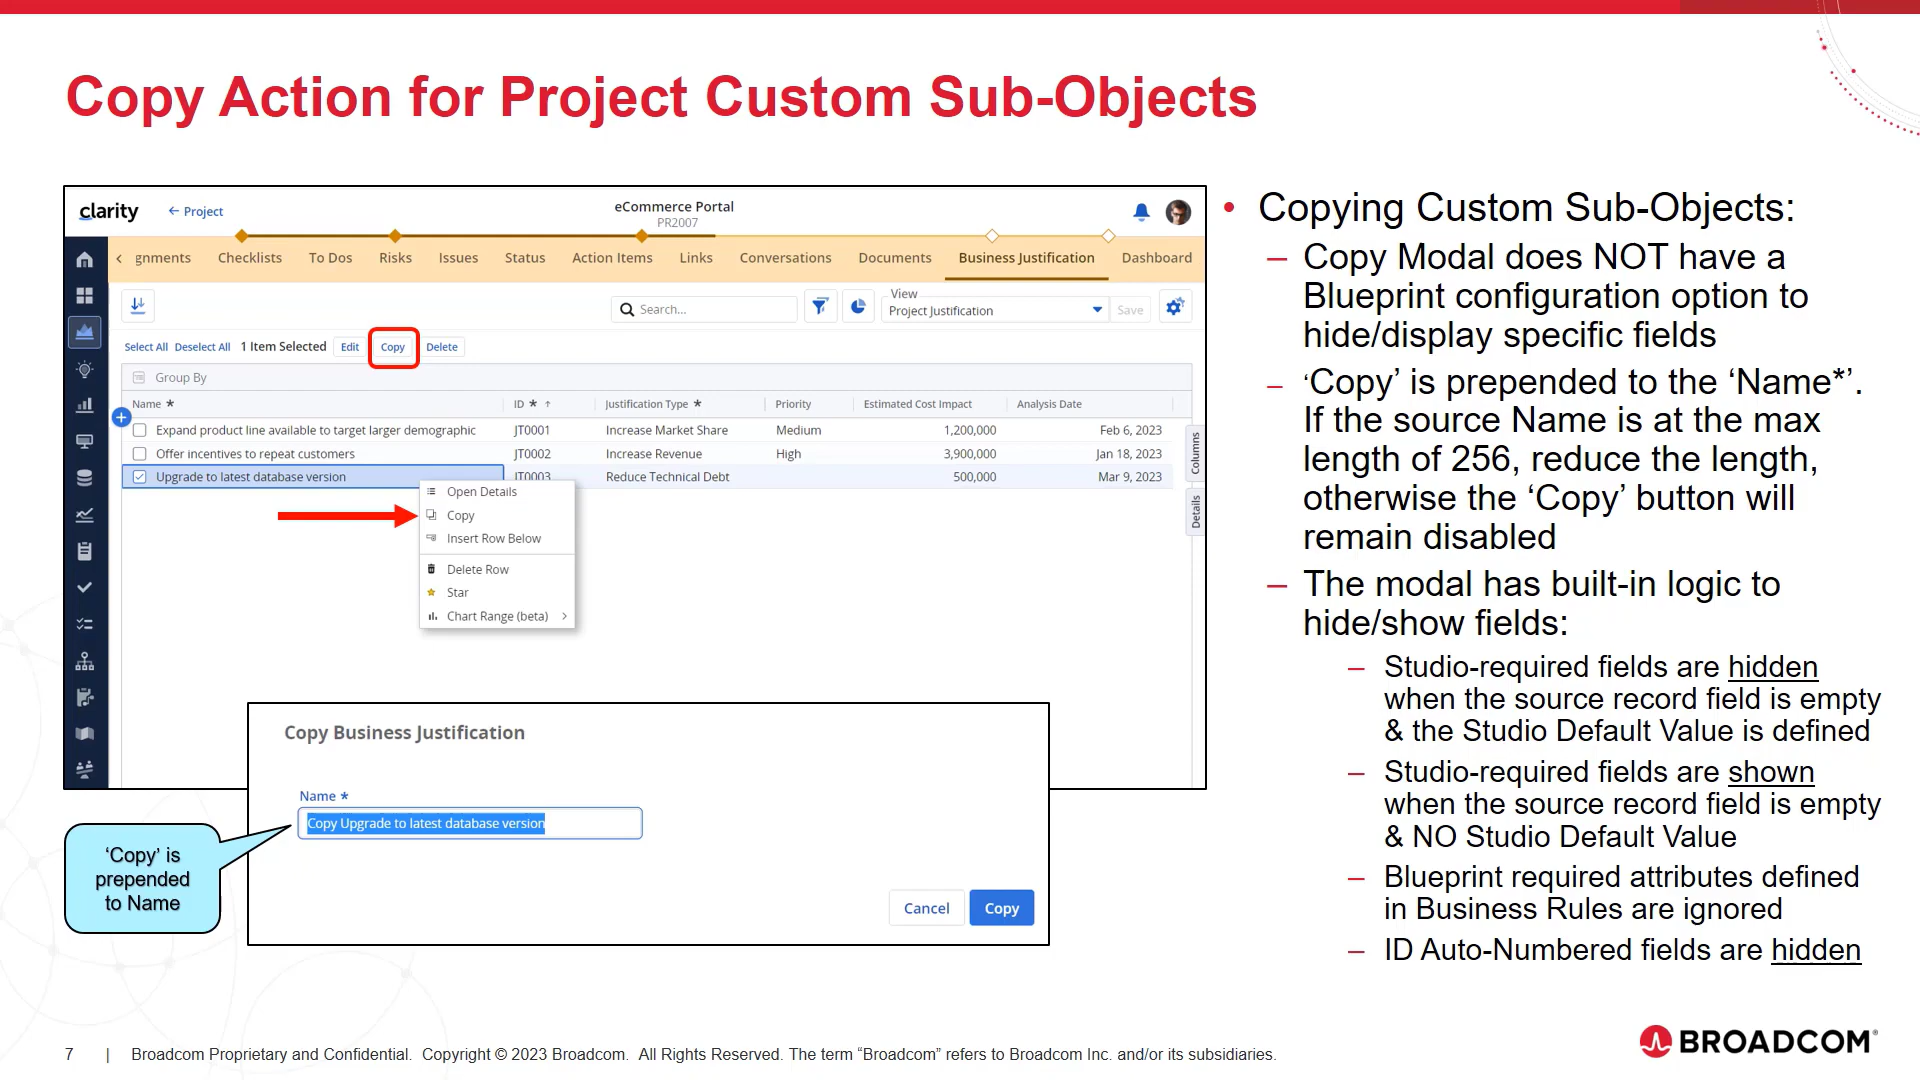 Copy Action for Project Custom Sub-Objects
clarity
← Project
eCommerce Portal
PR2007
gnments
Checklists
To Dos
Risks
Issues
Status
Action Items
Links
Conversations
Documents
Business Justification
Dashboard
Search...
View
Project Justification
Save
Select All Deselect All 1 Item Selected Edit Copy Delete
Group By
Name * ID * ↑ Justification Type * Priority Estimated Cost Impact Analysis Date
Expand product line available to target larger demographic JT0001 Increase Market Share Medium 1,200,000 Feb 6, 2023
Offer incentives to repeat customers JT0002 Increase Revenue High 3,900,000 Jan 18, 2023
Upgrade to latest database version JT0003 Reduce Technical Debt 500,000 Mar 9, 2023
Columns
Details
Open Details
Copy
Insert Row Below
Delete Row
Star
Chart Range (beta)
Copy Business Justification
Name *
Copy Upgrade to latest database version
Cancel
Copy
‘Copy’ is
prepended
to Name
• Copying Custom Sub-Objects:
– Copy Modal does NOT have a
Blueprint configuration option to
hide/display specific fields
– ‘Copy’ is prepended to the ‘Name*’.
If the source Name is at the max
length of 256, reduce the length,
otherwise the ‘Copy’ button will
remain disabled
– The modal has built-in logic to
hide/show fields:
– Studio-required fields are hidden
when the source record field is empty
& the Studio Default Value is defined
– Studio-required fields are shown
when the source record field is empty
& NO Studio Default Value
– Blueprint required attributes defined
in Business Rules are ignored
– ID Auto-Numbered fields are hidden
7 | Broadcom Proprietary and Confidential. Copyright © 2023 Broadcom. All Rights Reserved. The term “Broadcom” refers to Broadcom Inc. and/or its subsidiaries.
BROADCOM®